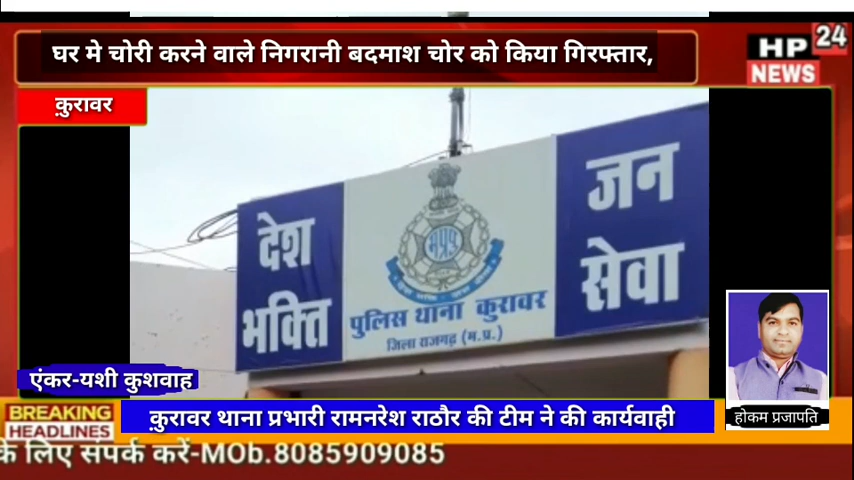 घर मे चोरी करने वाले निगरानी बदमाश चोर को किया गिरफ्तार,
HP 24
NEWS
कुरावर
देश
भक्ति
जन
सेवा
पुलिस थाना कुरावर
जिला राजगढ़ (म.प्र.)
एंकर-यशी कुशवाह
BREAKING
HEADLINES
कुरावर थाना प्रभारी रामनरेश राठौर की टीम ने की कार्यवाही
होकम प्रजापति
के लिए संपर्क करें-MOb.8085909085